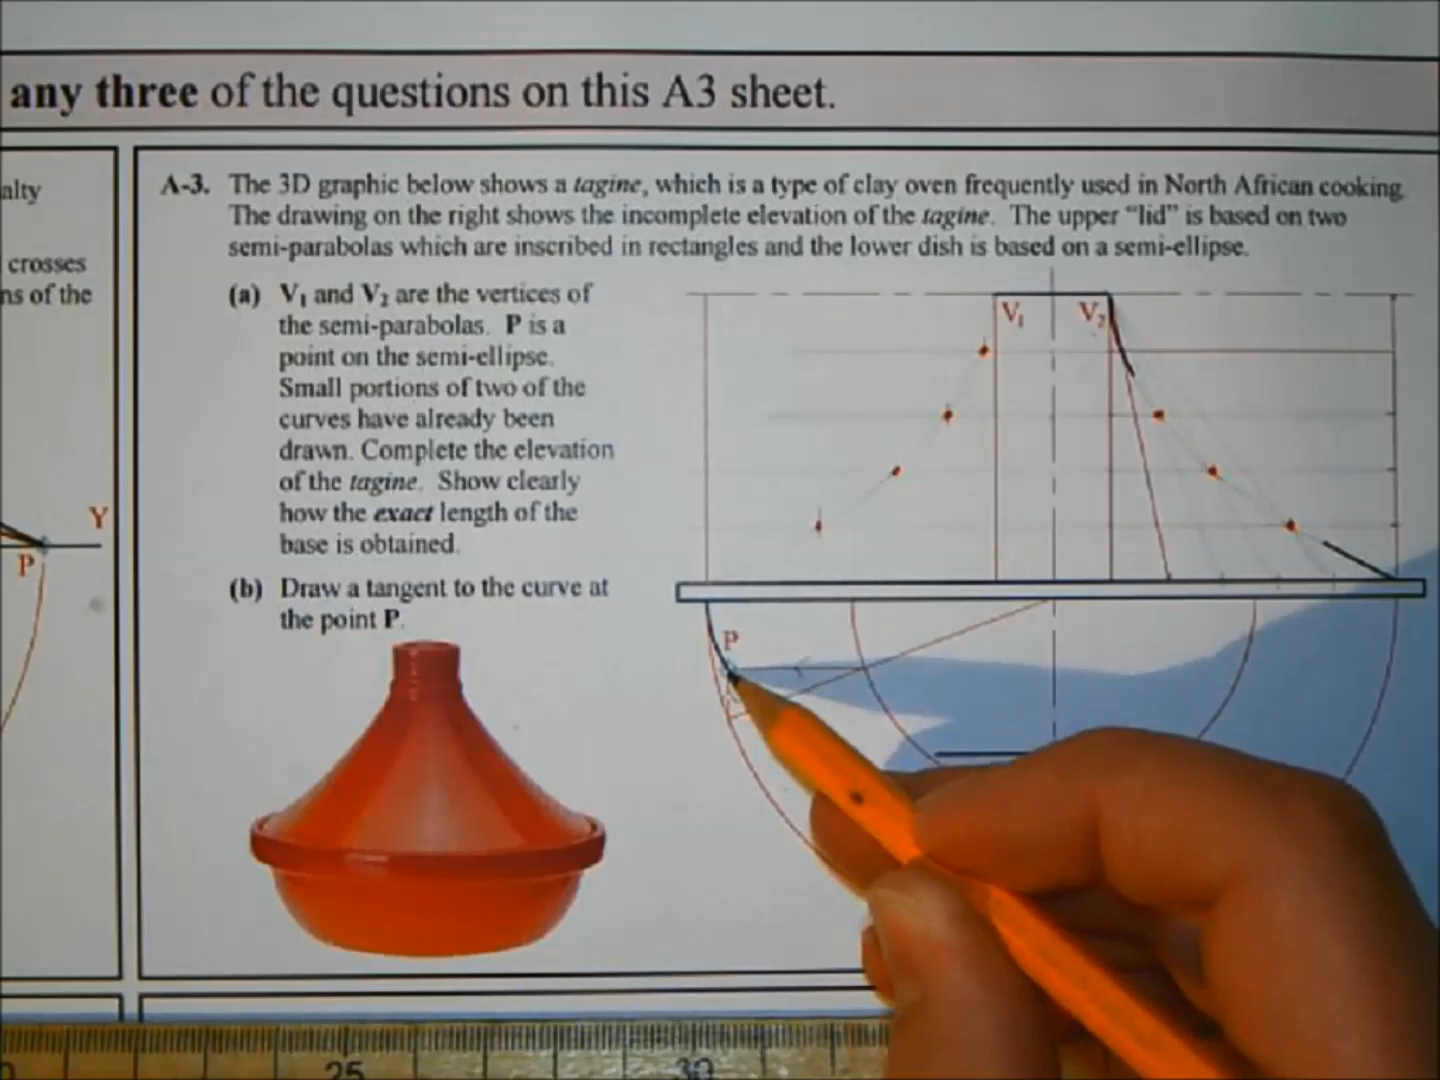 any three of the questions on this A3 sheet.
alty
crosses
ns of the
Y
P
A-3. The 3D graphic below shows a tagine, which is a type of clay oven frequently used in North African cooking.
The drawing on the right shows the incomplete elevation of the tagine. The upper “lid” is based on two
semi-parabolas which are inscribed in rectangles and the lower dish is based on a semi-ellipse.
(a) V₁ and V₂ are the vertices of
the semi-parabolas. P is a
point on the semi-ellipse.
Small portions of two of the
curves have already been
drawn. Complete the elevation
of the tagine. Show clearly
how the exact length of the
base is obtained.
(b) Draw a tangent to the curve at
the point P.
V₁ V₂
P
25 30